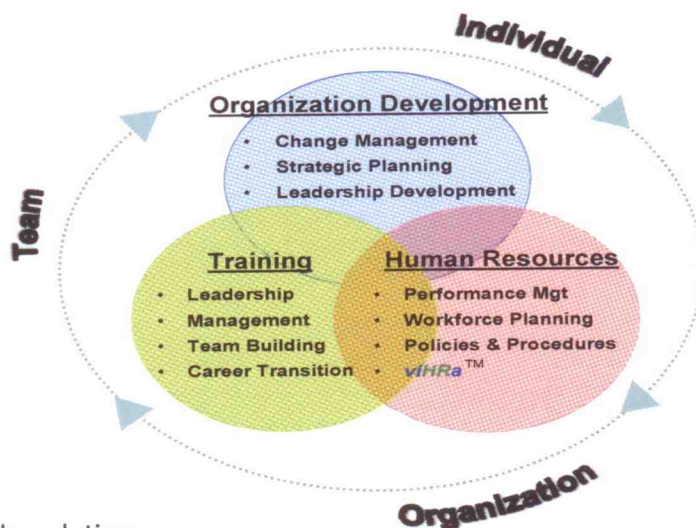 Individual
Organization Development
• Change Management
• Strategic Planning
• Leadership Development
Team
Training
• Leadership
• Management
• Team Building
• Career Transition
Human Resources
• Performance Mgt
• Workforce Planning
• Policies & Procedures
• viHRa™
Organization